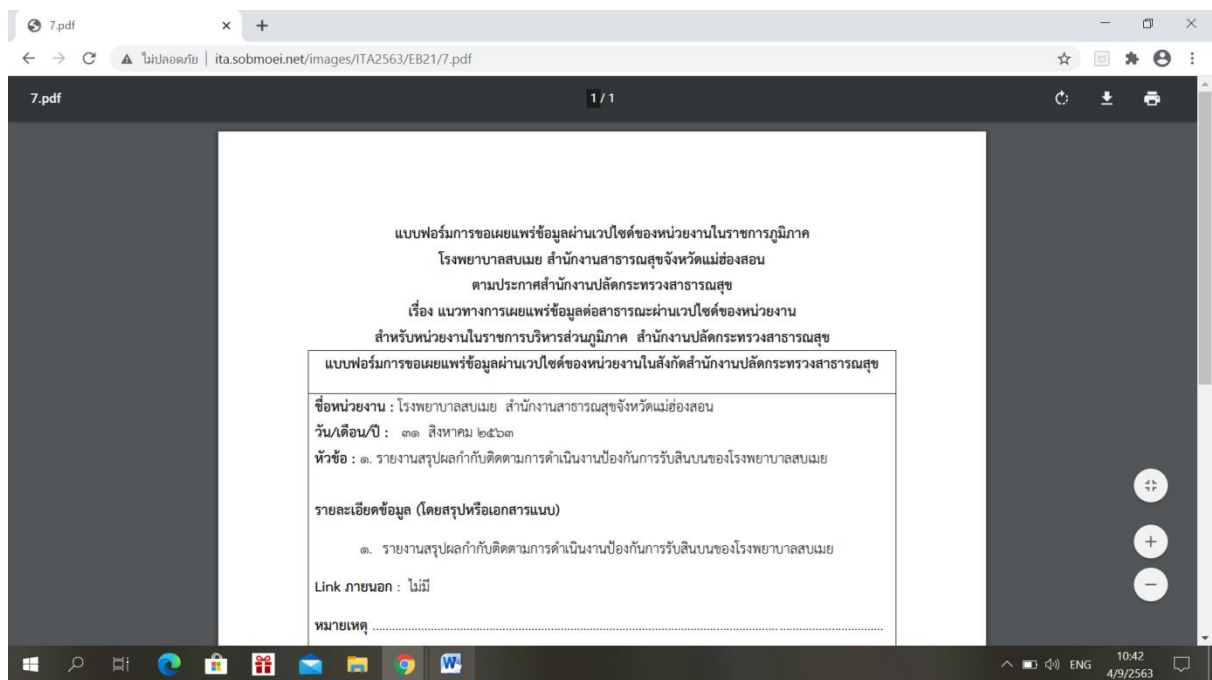 7.pdf
ไม่ปลอดภัย | ita.sobmoei.net/images/ITA2563/EB21/7.pdf
7.pdf
1 / 1
แบบฟอร์มการขอเผยแพร่ข้อมูลผ่านเวปไซด์ของหน่วยงานในราชการภูมิภาค
โรงพยาบาลสบเมย สำนักงานสาธารณสุขจังหวัดแม่ฮ่องสอน
ตามประกาศสำนักงานปลัดกระทรวงสาธารณสุข
เรื่อง แนวทางการเผยแพร่ข้อมูลต่อสาธารณะผ่านเวปไซด์ของหน่วยงาน
สำหรับหน่วยงานในราชการบริหารส่วนภูมิภาค สำนักงานปลัดกระทรวงสาธารณสุข
แบบฟอร์มการขอเผยแพร่ข้อมูลผ่านเวปไซด์ของหน่วยงานในสังกัดสำนักงานปลัดกระทรวงสาธารณสุข
ชื่อหน่วยงาน : โรงพยาบาลสบเมย สำนักงานสาธารณสุขจังหวัดแม่ฮ่องสอน
วัน/เดือน/ปี : ๓๑ สิงหาคม ๒๕๖๓
หัวข้อ : ๑. รายงานสรุปผลกำกับติดตามการดำเนินงานป้องกันการรับสินบนของโรงพยาบาลสบเมย
รายละเอียดข้อมูล (โดยสรุปหรือเอกสารแนบ)
๑. รายงานสรุปผลกำกับติดตามการดำเนินงานป้องกันการรับสินบนของโรงพยาบาลสบเมย
Link ภายนอก : ไม่มี
หมายเหตุ ........................................................................................................
ENG
10:42
4/9/2563